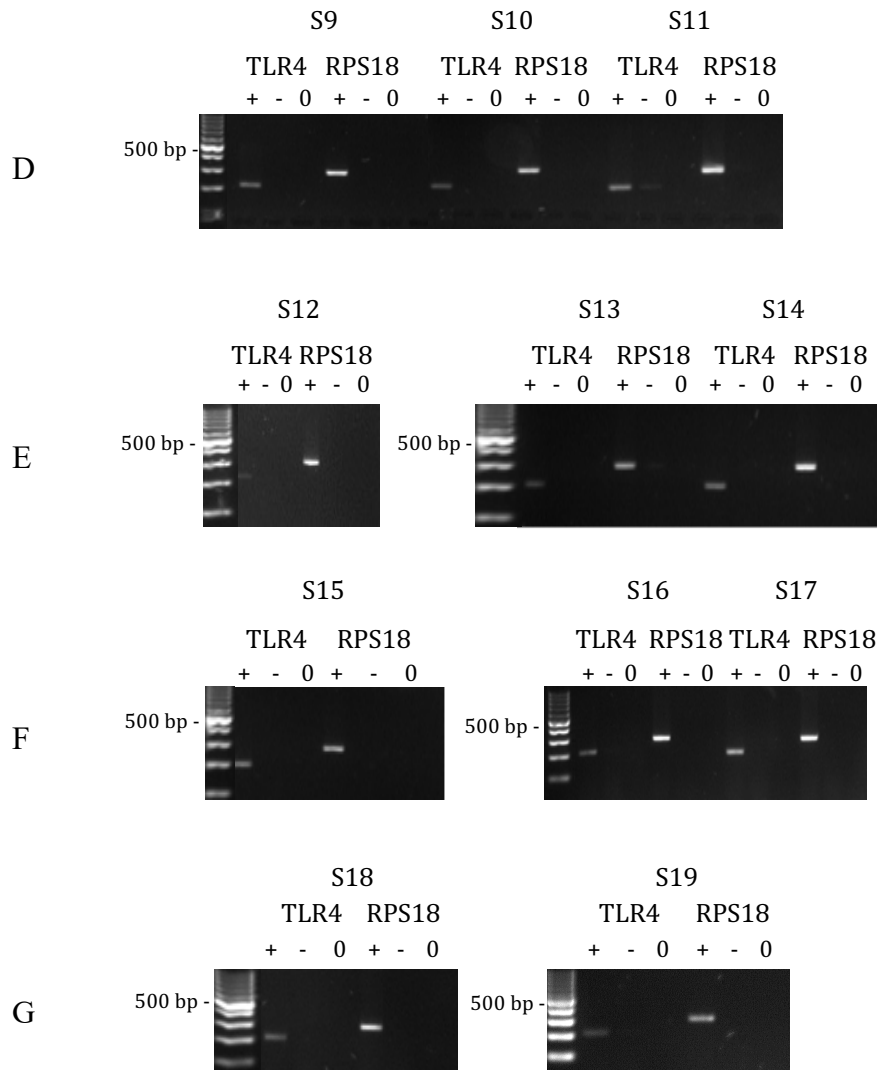 S9 S10 S11
TLR4 RPS18 TLR4 RPS18 TLR4 RPS18
+ - 0 + - 0 + - 0 + - 0 + - 0 + - 0
500 bp -
D
S12 S13 S14
TLR4 RPS18 TLR4 RPS18 TLR4 RPS18
+ - 0 + - 0 + - 0 + - 0 + - 0 + - 0
500 bp - 500 bp -
E
S15 S16 S17
TLR4 RPS18 TLR4 RPS18 TLR4 RPS18
+ - 0 + - 0 + - 0 + - 0 + - 0 + - 0
500 bp - 500 bp -
F
S18 S19
TLR4 RPS18 TLR4 RPS18
+ - 0 + - 0 + - 0 + - 0
500 bp - 500 bp -
G